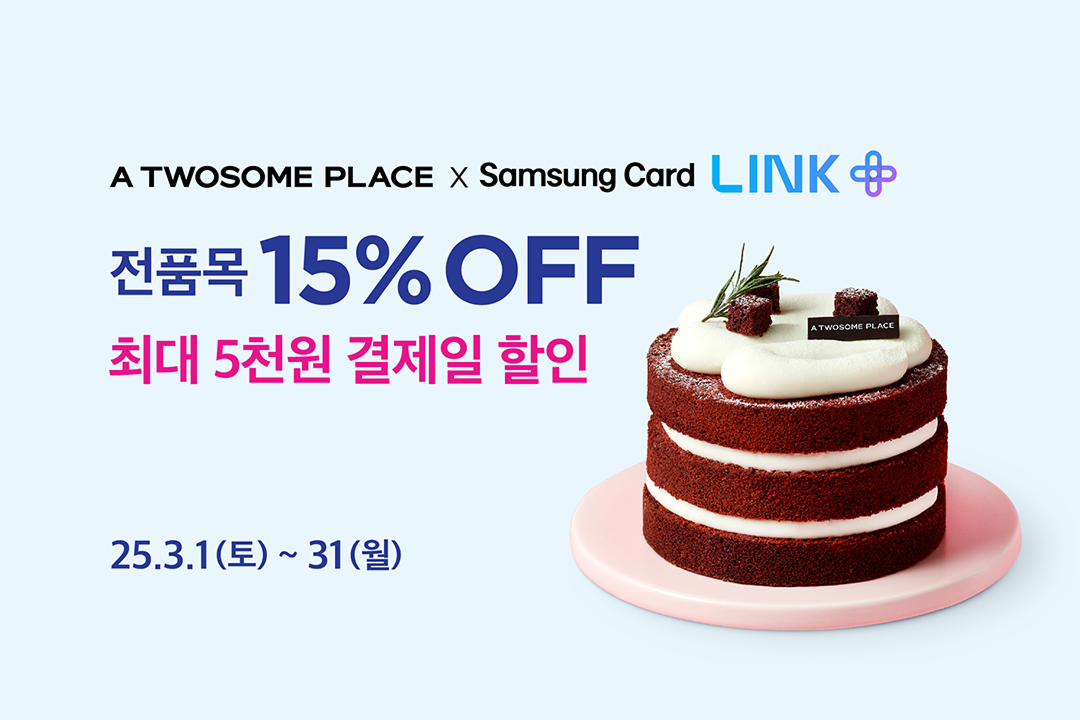 A TWOSOME PLACE X Samsung Card LINK
전품목 15% OFF
최대 5천원 결제일 할인
A TWOSOME PLACE
25.3.1(토) ~ 31(월)